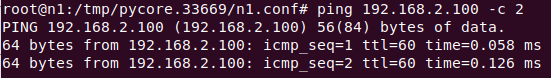 root@n1:/tmp/pycore.33669/n1.conf# ping 192.168.2.100 -c 2
PING 192.168.2.100 (192.168.2.100) 56(84) bytes of data.
64 bytes from 192.168.2.100: icmp_seq=1 ttl=60 time=0.058 ms
64 bytes from 192.168.2.100: icmp_seq=2 ttl=60 time=0.126 ms